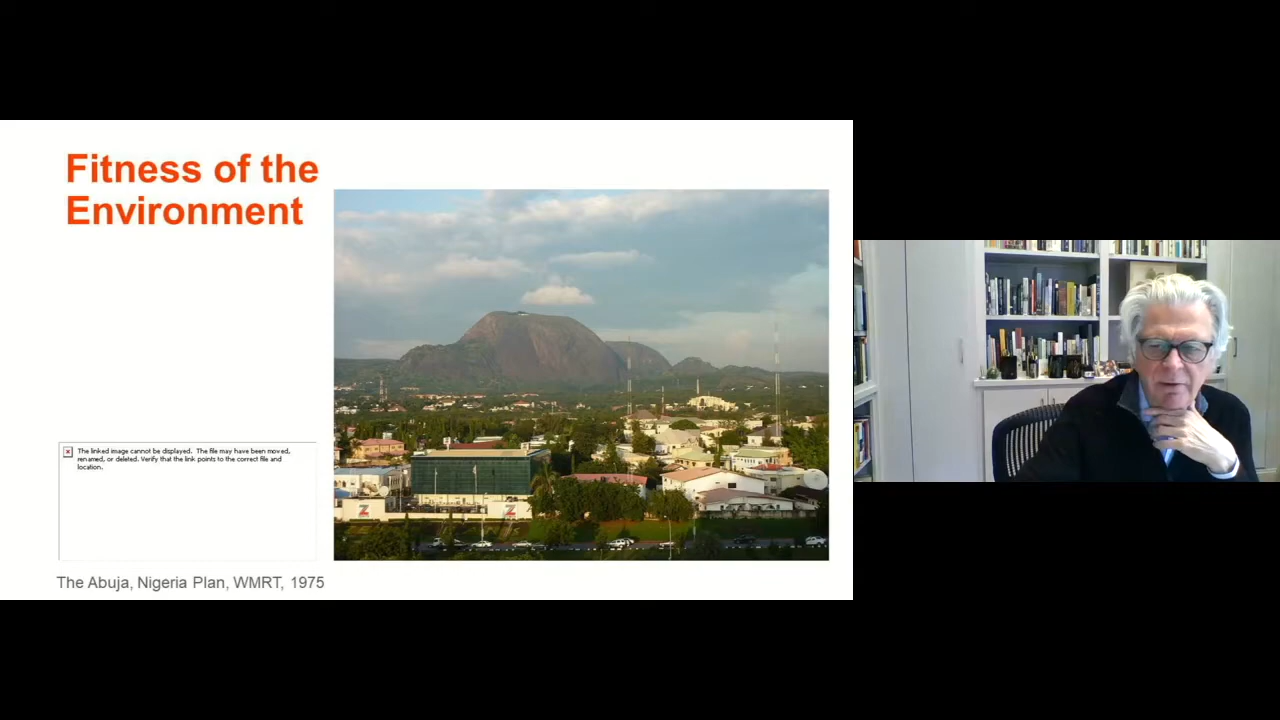 Fitness of the
Environment
The linked image cannot be displayed.  The file may have been moved,
renamed, or deleted. Verify that the link points to the correct file and
location.
Z
Z
The Abuja, Nigeria Plan, WMRT, 1975